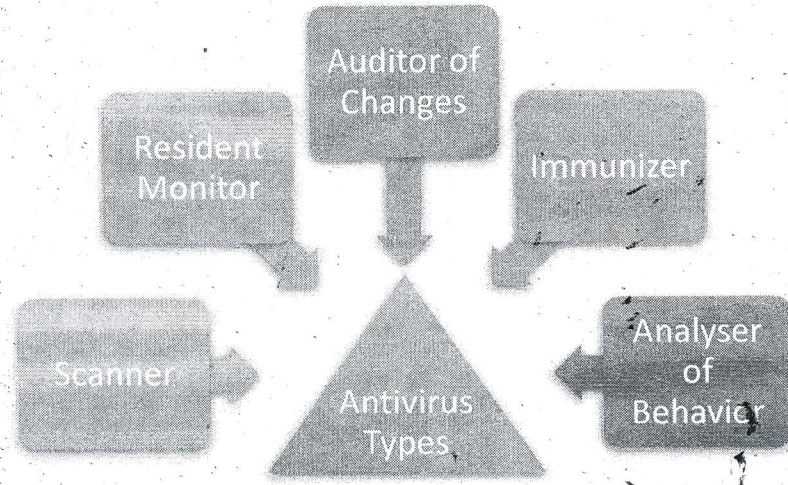 Auditor of
Changes
Resident
Monitor
Immunizer
Scanner
Analyser
of
Behavior
Antivirus
Types